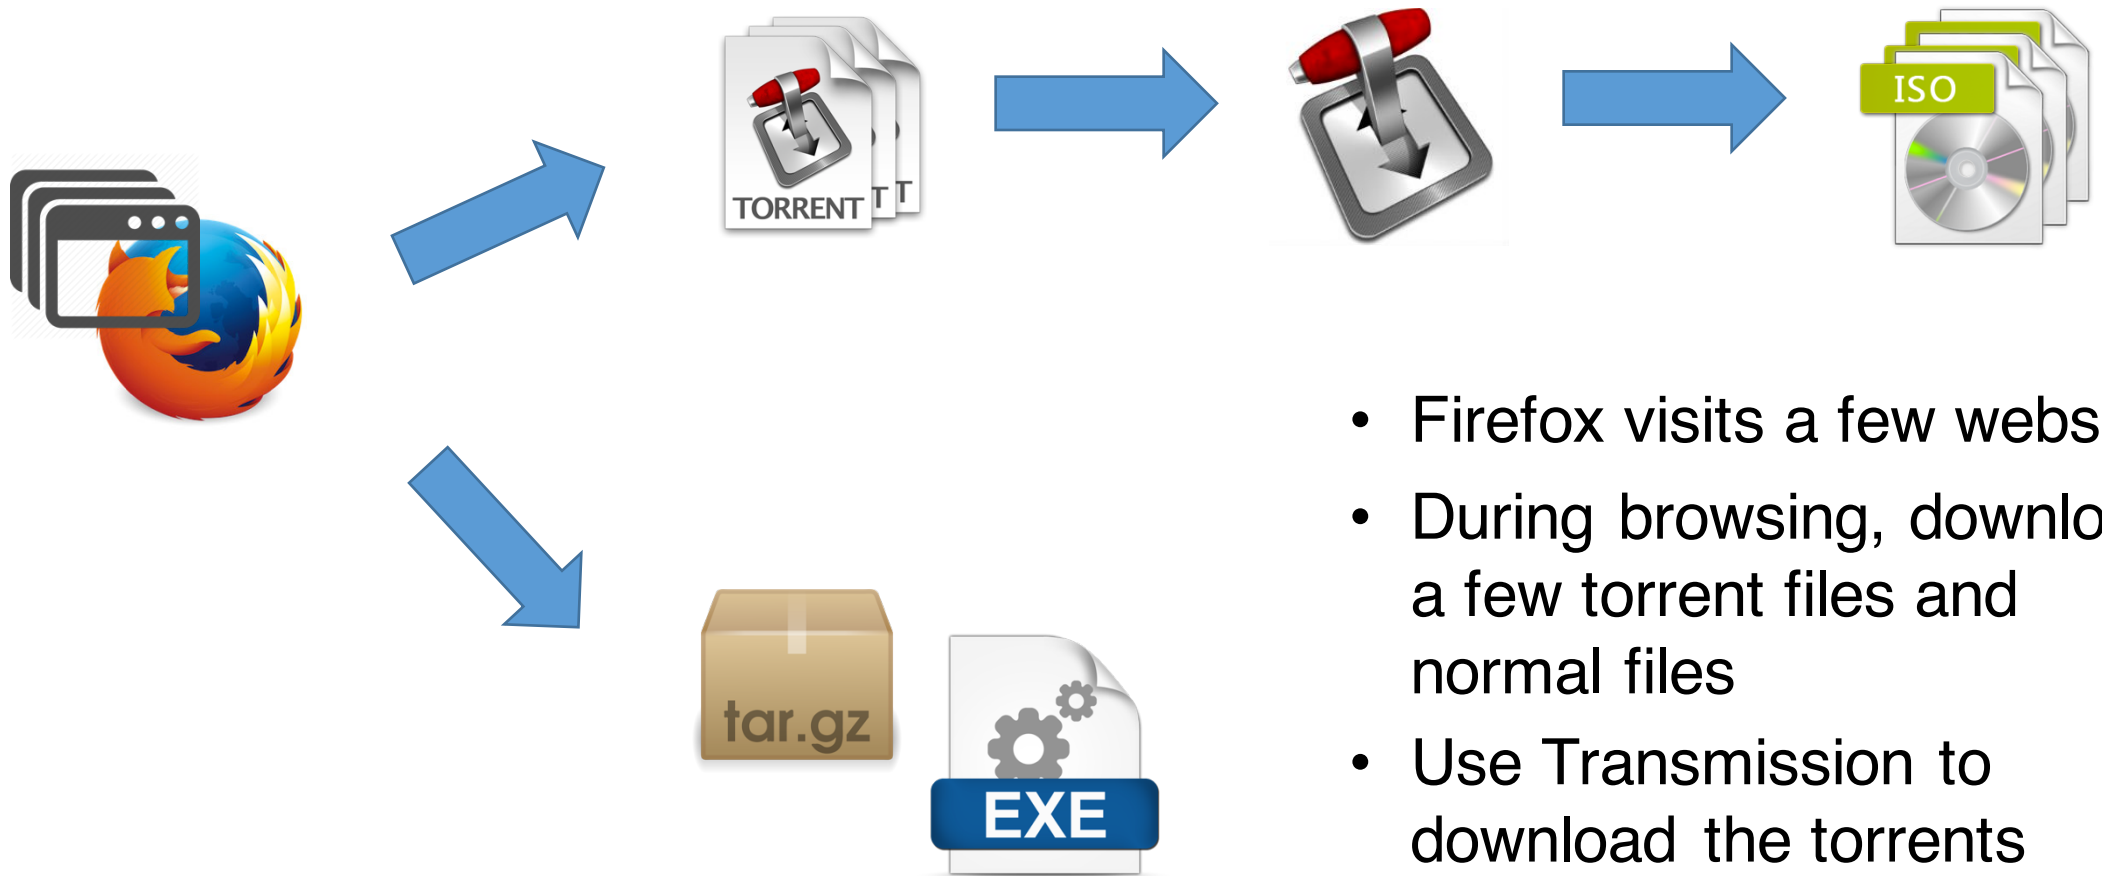 TORRENT T T
ISO
• Firefox visits a few webs
• During browsing, downlo
a few torrent files and
normal files
• Use Transmission to
download the torrents
tar.gz
EXE